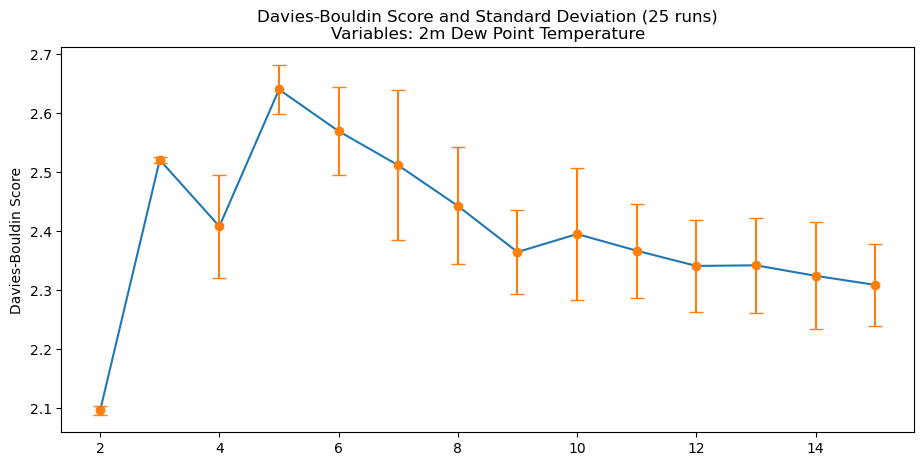 Davies-Bouldin Score and Standard Deviation (25 runs)
Variables: 2m Dew Point Temperature
Davies-Bouldin Score
2.7
2.6
2.5
2.4
2.3
2.2
2.1
2 4 6 8 10 12 14